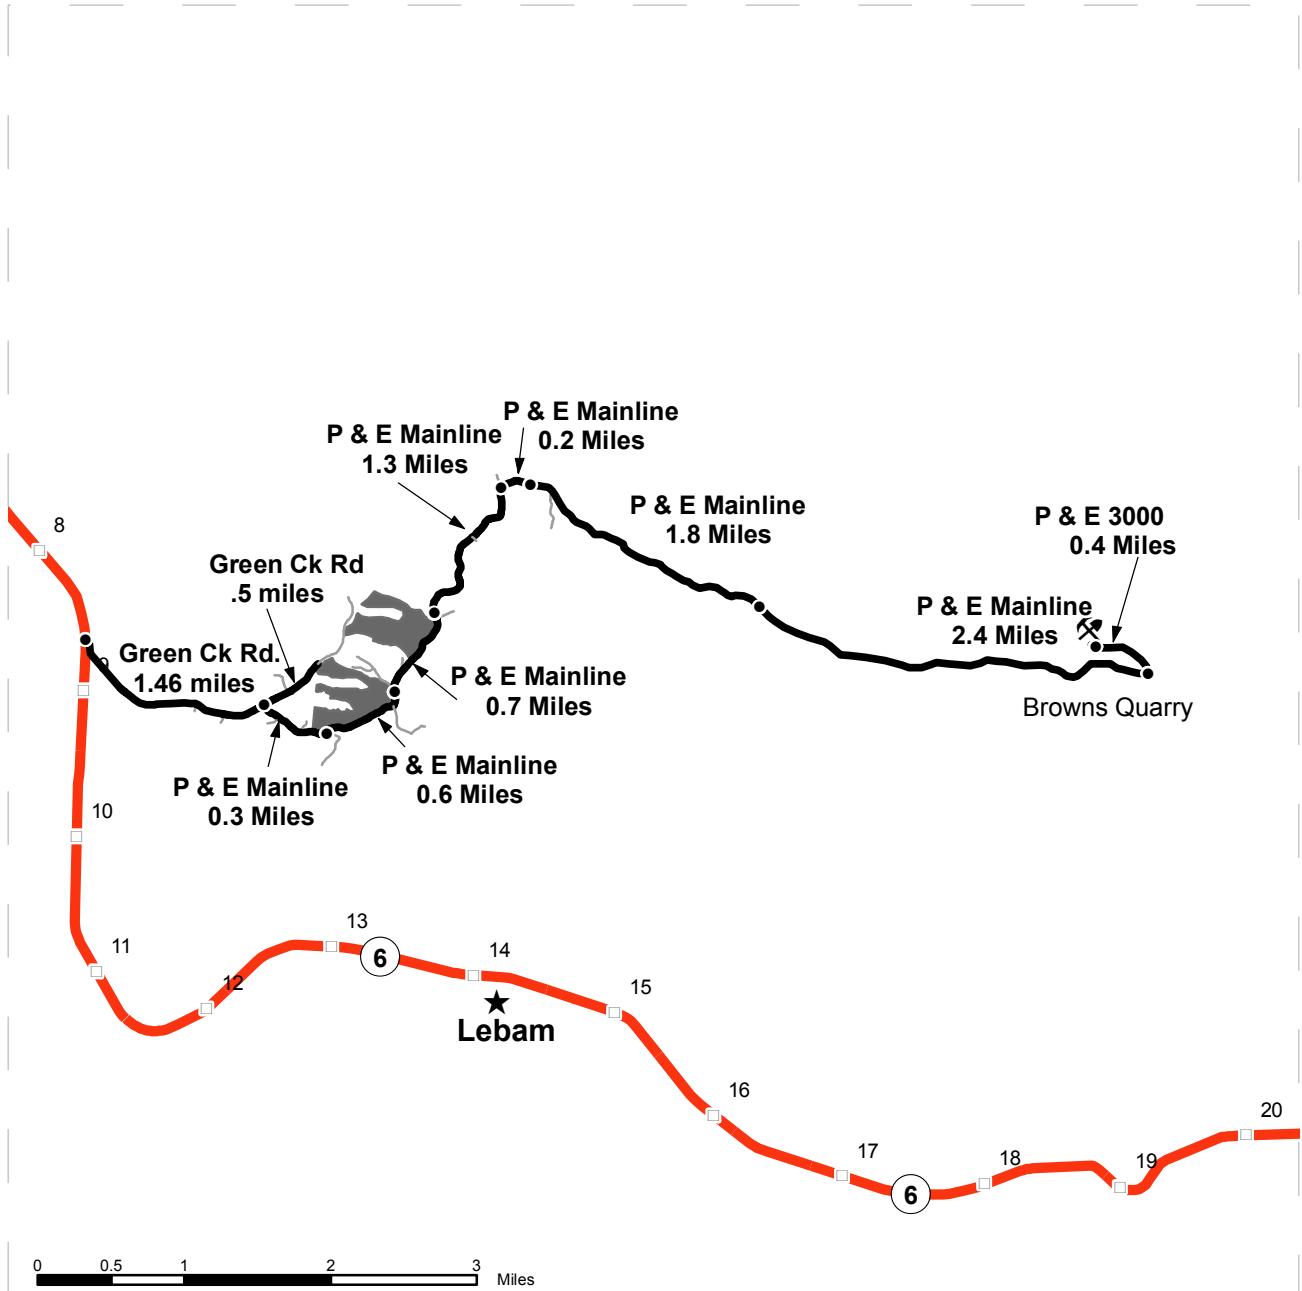 P & E Mainline
0.2 Miles
P & E Mainline
1.3 Miles
P & E Mainline
1.8 Miles
P & E 3000
0.4 Miles
8
Green Ck Rd
.5 miles
P & E Mainline
2.4 Miles
Green Ck Rd.
1.46 miles
9
P & E Mainline
0.7 Miles
Browns Quarry
P & E Mainline
0.6 Miles
P & E Mainline
0.3 Miles
10
11
12
13
6
14
15
Lebam
16
17
6
18
19
20
0 0.5 1 2 3
Miles